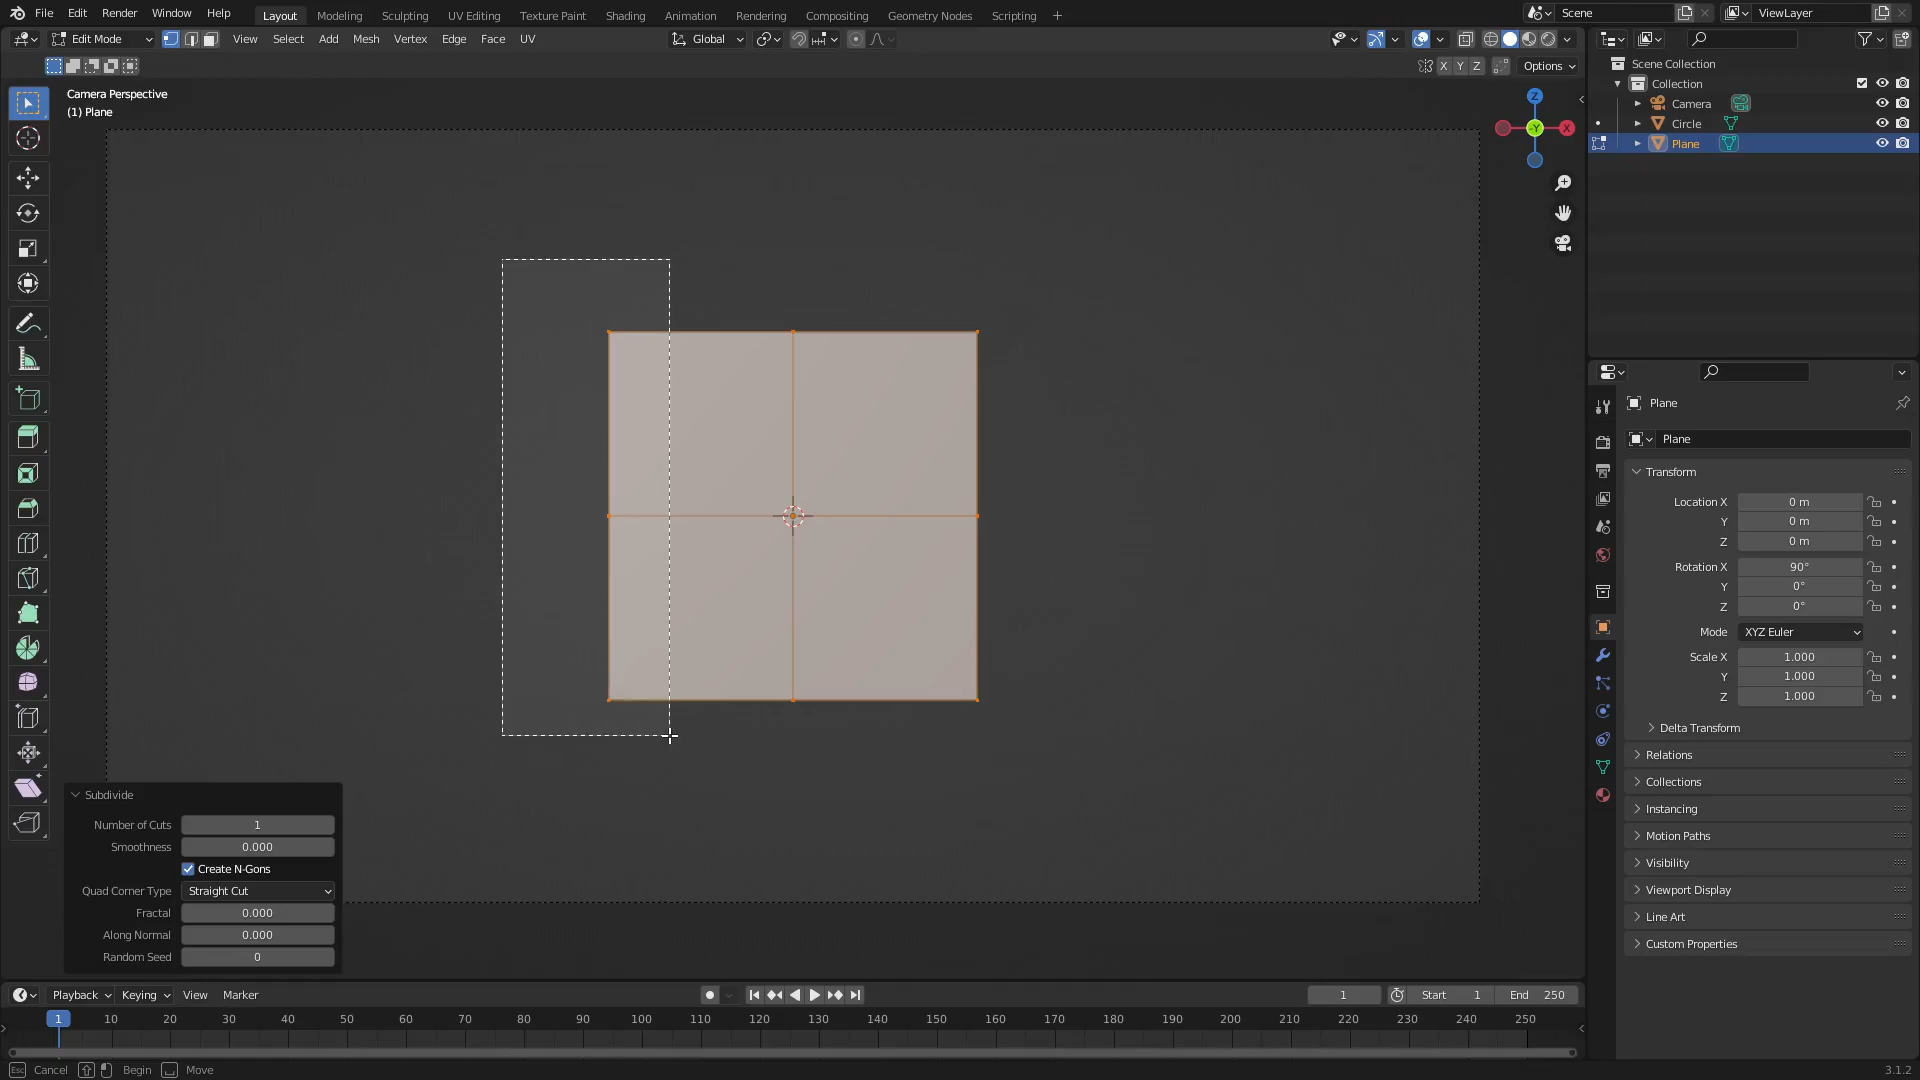 File Edit Render Window Help Layout Modeling Sculpting UV Editing Texture Paint Shading Animation Rendering Compositing Geometry Nodes Scripting + Scene ViewLayer
Edit Mode View Select Add Mesh Vertex Edge Face UV Global
X Y Z Options
Camera Perspective
(1) Plane
Z
-Y X
Scene Collection
Collection
Camera
Circle
Plane
Plane
Plane
Transform
Location X 0 m
Y 0 m
Z 0 m
Rotation X 90°
Y 0°
Z 0°
Mode XYZ Euler
Scale X 1.000
Y 1.000
Z 1.000
Delta Transform
Relations
Collections
Instancing
Motion Paths
Visibility
Viewport Display
Line Art
Custom Properties
Subdivide
Number of Cuts 1
Smoothness 0.000
Create N-Gons
Quad Corner Type Straight Cut
Fractal 0.000
Along Normal 0.000
Random Seed 0
Playback Keying View Marker 1 Start 1 End 250
1 10 20 30 40 50 60 70 80 90 100 110 120 130 140 150 160 170 180 190 200 210 220 230 240 250
Esc Cancel Begin Move 3.1.2